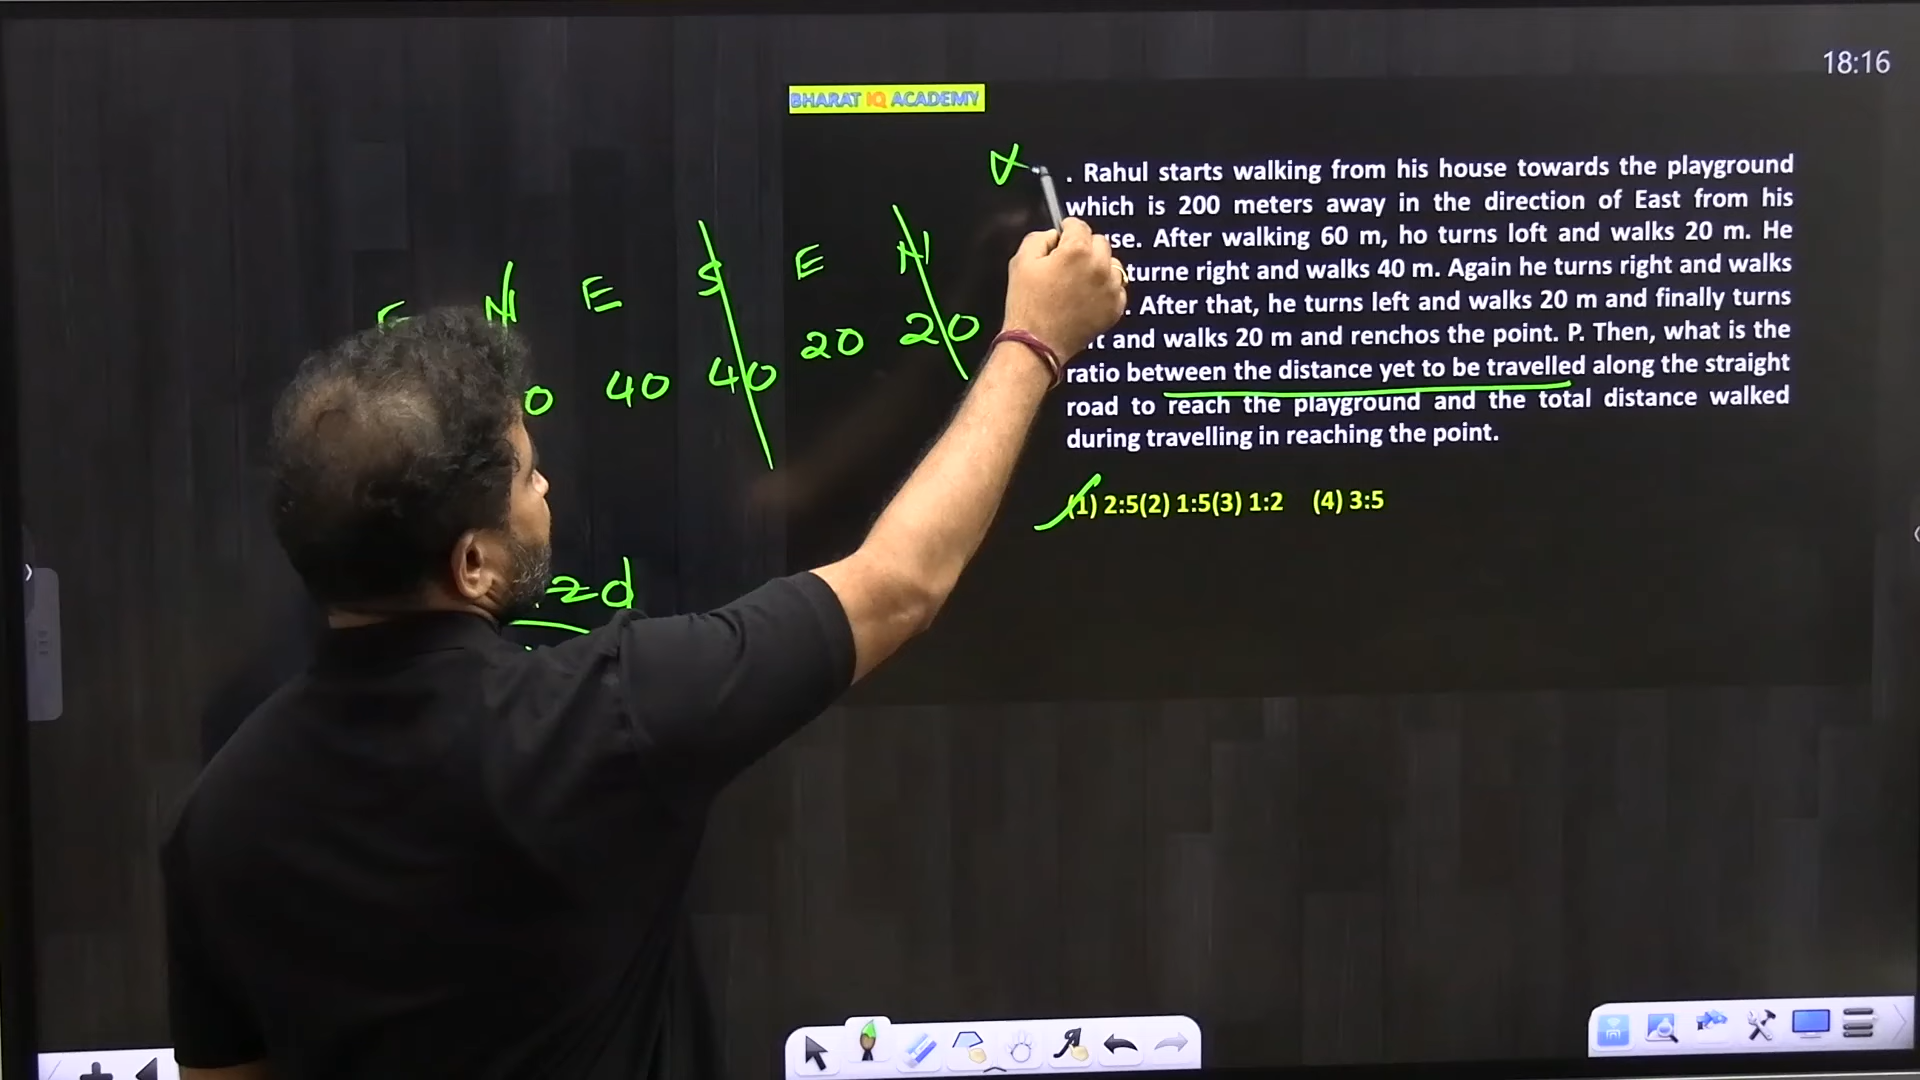 18:16
BHARAT IQ ACADEMY
. Rahul starts walking from his house towards the playground
which is 200 meters away in the direction of East from his
use. After walking 60 m, ho turns loft and walks 20 m. He
turne right and walks 40 m. Again he turns right and walks
. After that, he turns left and walks 20 m and finally turns
and walks 20 m and renchos the point. P. Then, what is the
ratio between the distance yet to be travelled along the straight
road to reach the playground and the total distance walked
during travelling in reaching the point.
(1) 2:5(2) 1:5(3) 1:2 (4) 3:5
N E S E N
0 40 40 20 20